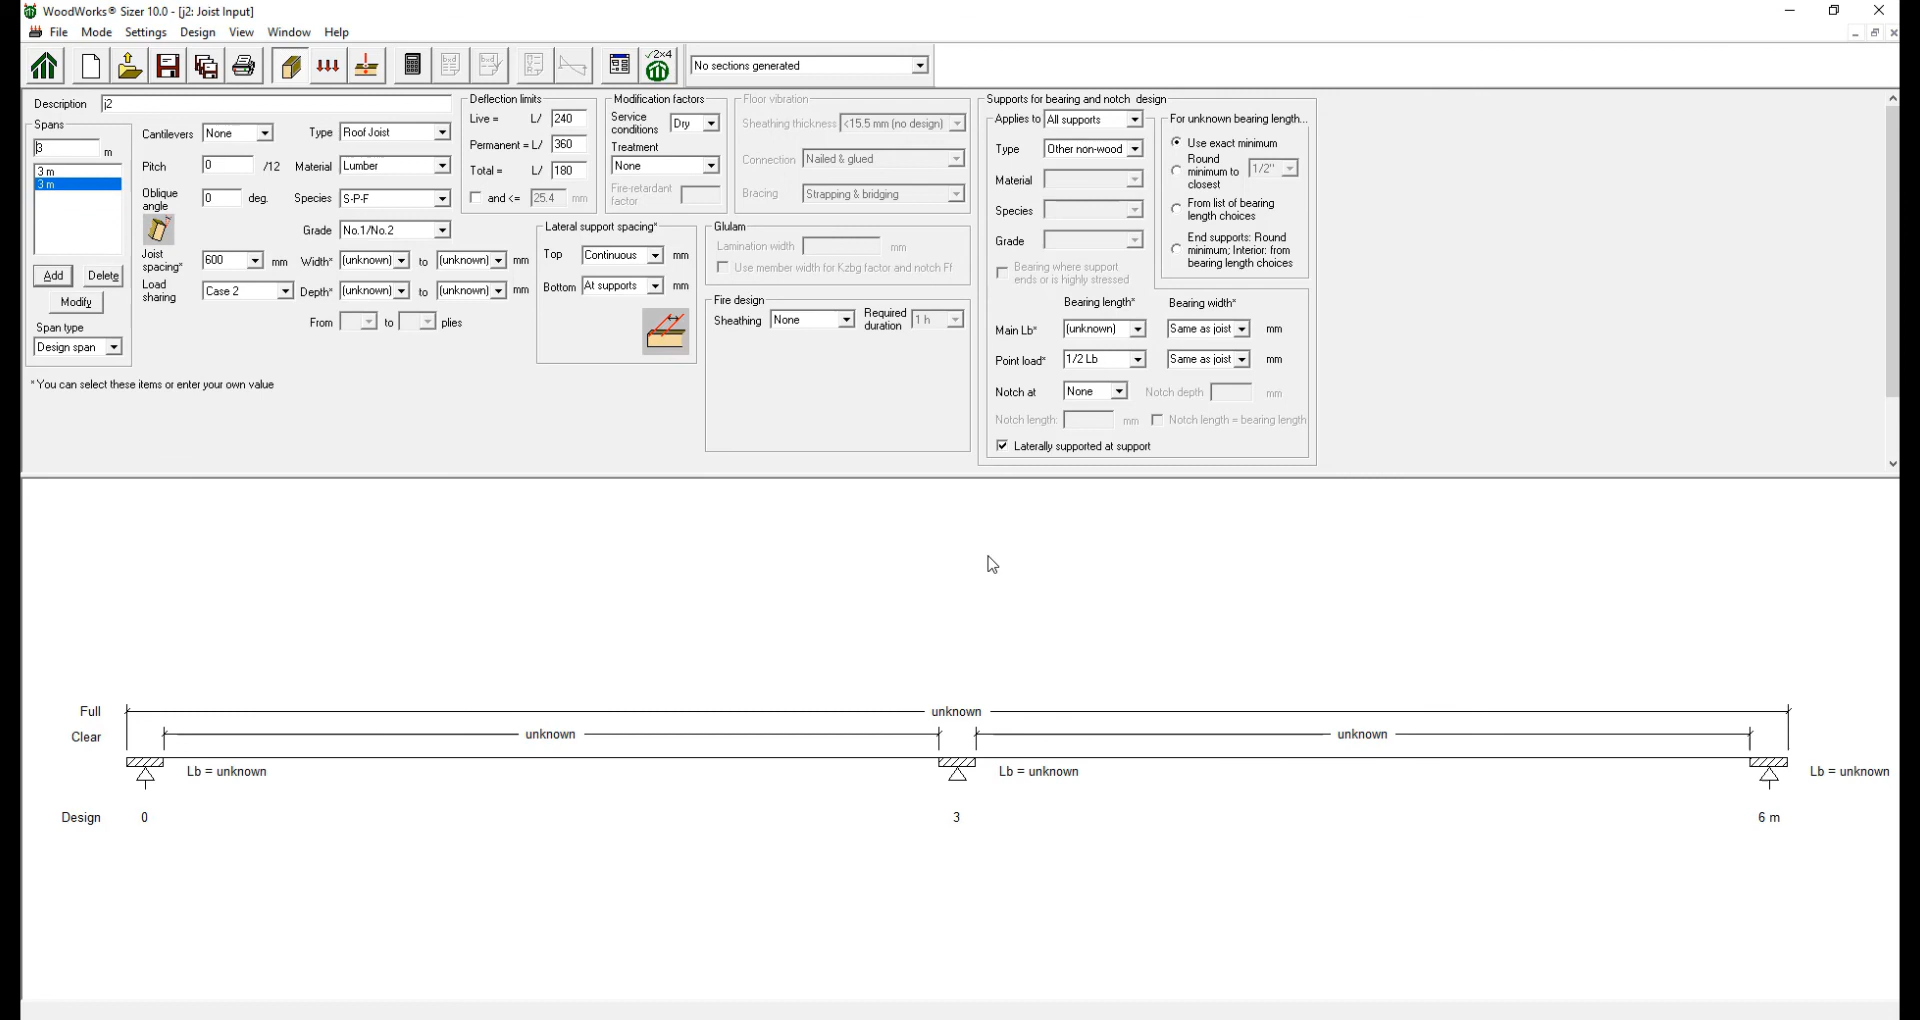 WoodWorks® Sizer 10.0 - [j2: Joist Input]
File Mode Settings Design View Window Help
bxd bxd √2x4 No sections generated
Description j2
Spans
3 m
3 m
3 m
Add Delete
Modify
Span type
Design span
* You can select these items or enter your own value
Cantilevers None Type Roof Joist
Pitch 0 /12 Material Lumber
Oblique angle 0 deg. Species S-P-F
Grade No.1/No.2
Joist spacing* 600 mm Width* (unknown) to (unknown) mm
Load sharing Case 2 Depth* (unknown) to (unknown) mm
From to plies
Deflection limits
Live = L/ 240
Permanent = L/ 360
Total = L/ 180
and <= 25.4 mm
Modification factors
Service conditions Dry
Treatment
None
Fire-retardant factor
Lateral support spacing*
Top Continuous mm
Bottom At supports mm
Floor vibration
Sheathing thickness <15.5 mm (no design)
Connection Nailed & glued
Bracing Strapping & bridging
Glulam
Lamination width mm
Use member width for Kzbg factor and notch Ff
Fire design
Sheathing None Required duration 1 h
Supports for bearing and notch design
Applies to All supports
Type Other non-wood
Material
Species
Grade
Bearing where support
ends or is highly stressed
For unknown bearing length...
Use exact minimum
Round minimum to closest 1/2"
From list of bearing
length choices
End supports: Round
minimum; Interior: from
bearing length choices
Bearing length* Bearing width*
Main Lb* (unknown) Same as joist mm
Point load* 1/2 Lb Same as joist mm
Notch at None Notch depth mm
Notch length: mm Notch length = bearing length
Laterally supported at support
Full unknown
Clear unknown unknown
Lb = unknown Lb = unknown Lb = unknown
Design 0 3 6 m